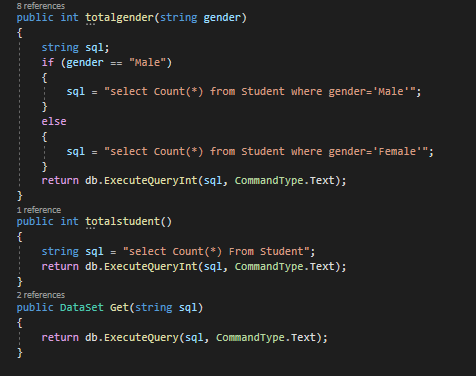 8 references
public int totalgender(string gender)
{
string sql;
if (gender == "Male")
{
sql = "select Count(*) from Student where gender='Male'";
}
else
{
sql = "select Count(*) from Student where gender='Female'";
}
return db.ExecuteQueryInt(sql, CommandType.Text);
}
1 reference
public int totalstudent()
{
string sql = "select Count(*) From Student";
return db.ExecuteQueryInt(sql, CommandType.Text);
}
2 references
public DataSet Get(string sql)
{
return db.ExecuteQuery(sql, CommandType.Text);
}